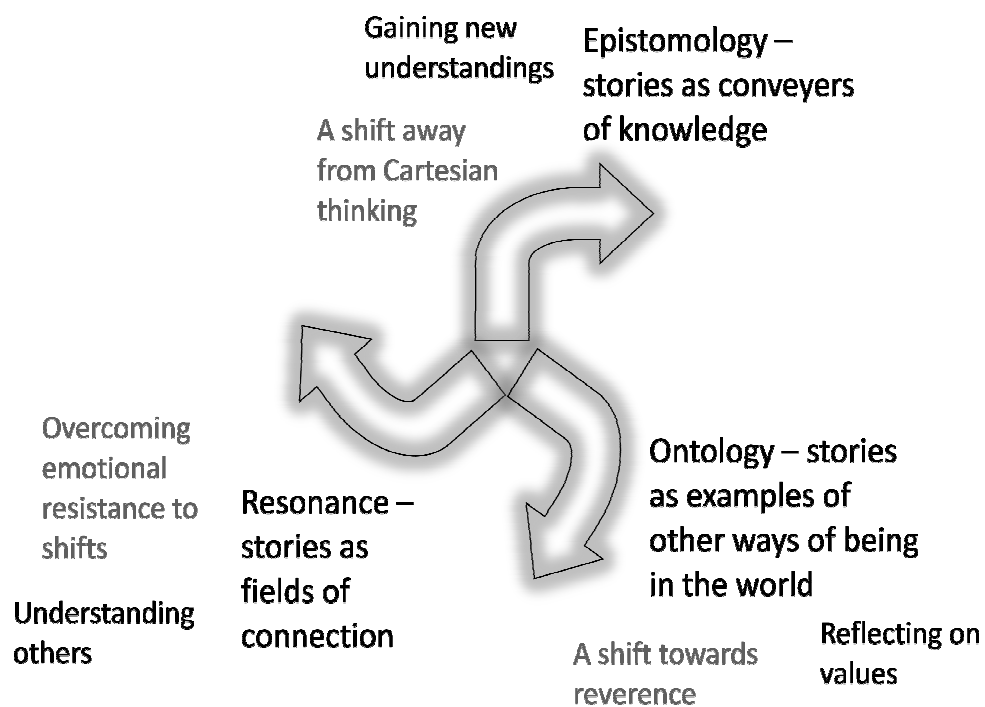 Gaining new
understandings
Epistomology –
stories as conveyers
of knowledge
A shift away
from Cartesian
thinking
Overcoming
emotional
resistance to
shifts
Resonance –
stories as
fields of
connection
Understanding
others
Ontology – stories
as examples of
other ways of being
in the world
A shift towards
reverence
Reflecting on
values